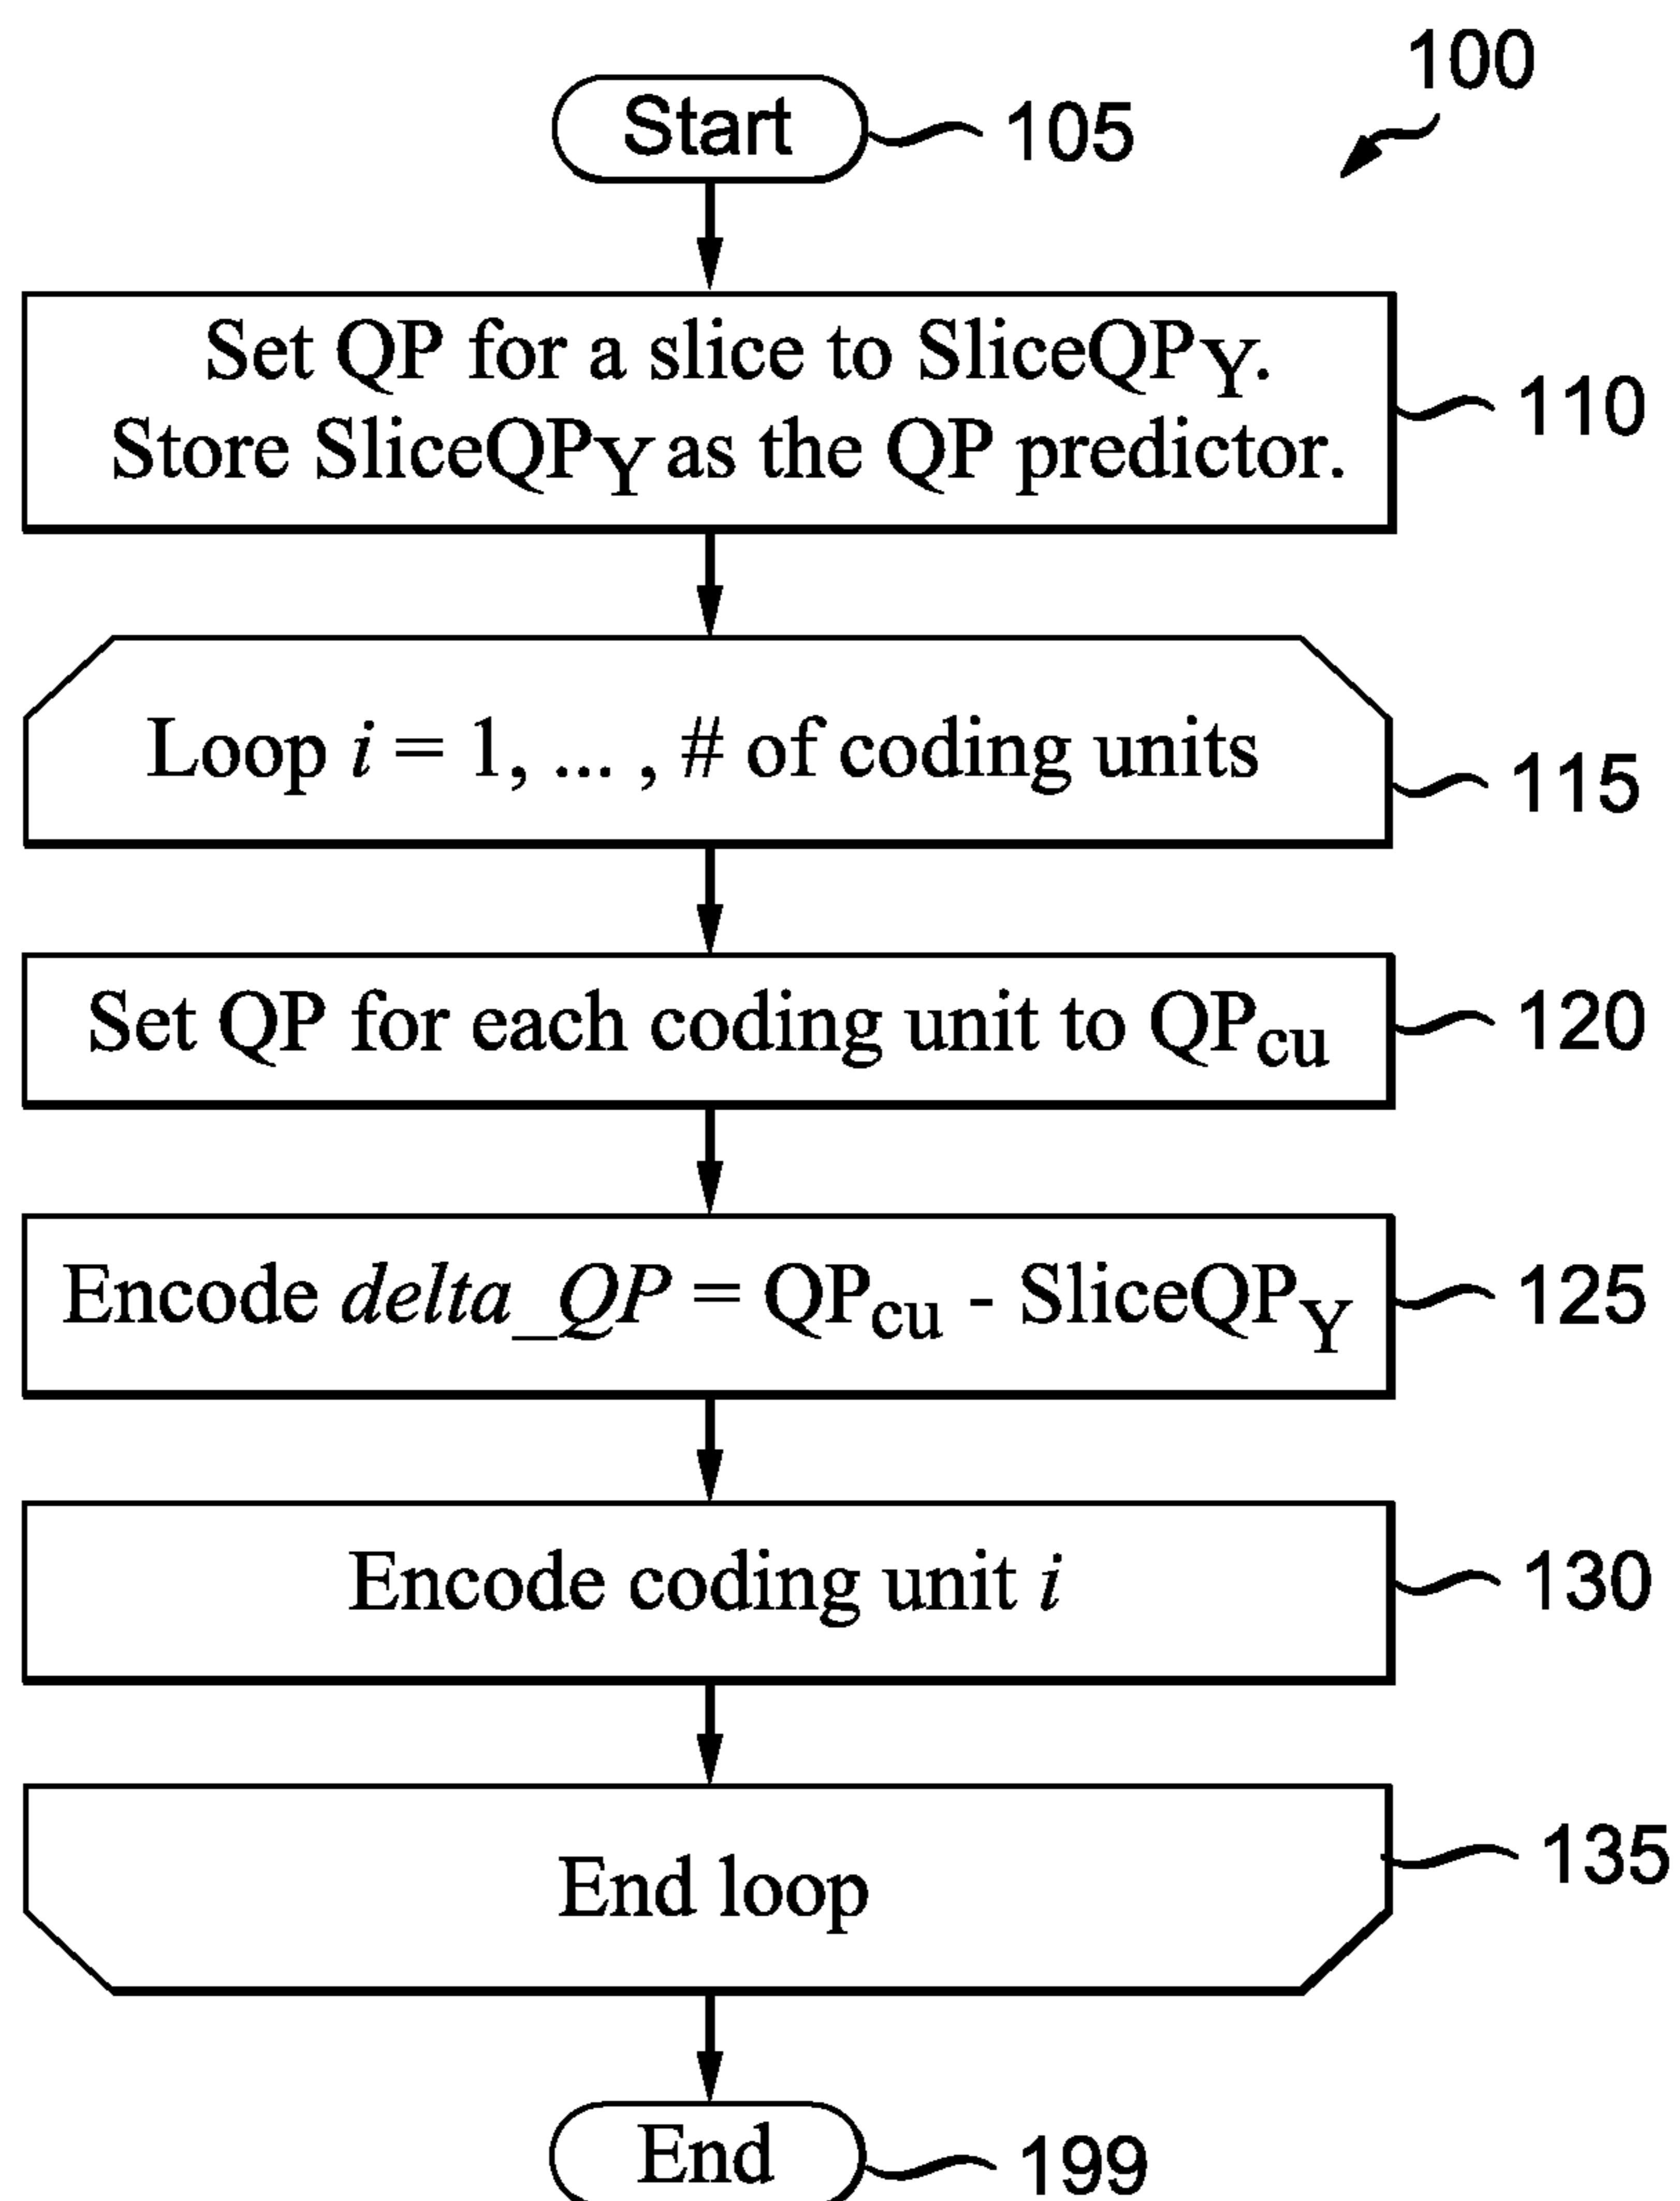 100
Start 105
Set QP for a slice to SliceQPY.
Store SliceQPY as the QP predictor.
110
Loop i = 1, ... , # of coding units
115
Set QP for each coding unit to QPcu
120
Encode delta_QP = QPcu - SliceQPY
125
Encode coding unit i
130
End loop
135
End 199